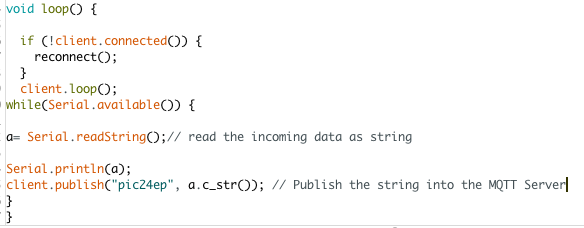 void loop() {
if (!client.connected()) {
reconnect();
}
client.loop();
while(Serial.available()) {
a= Serial.readString();// read the incoming data as string
Serial.println(a);
client.publish("pic24ep", a.c_str()); // Publish the string into the MQTT Server
}
}